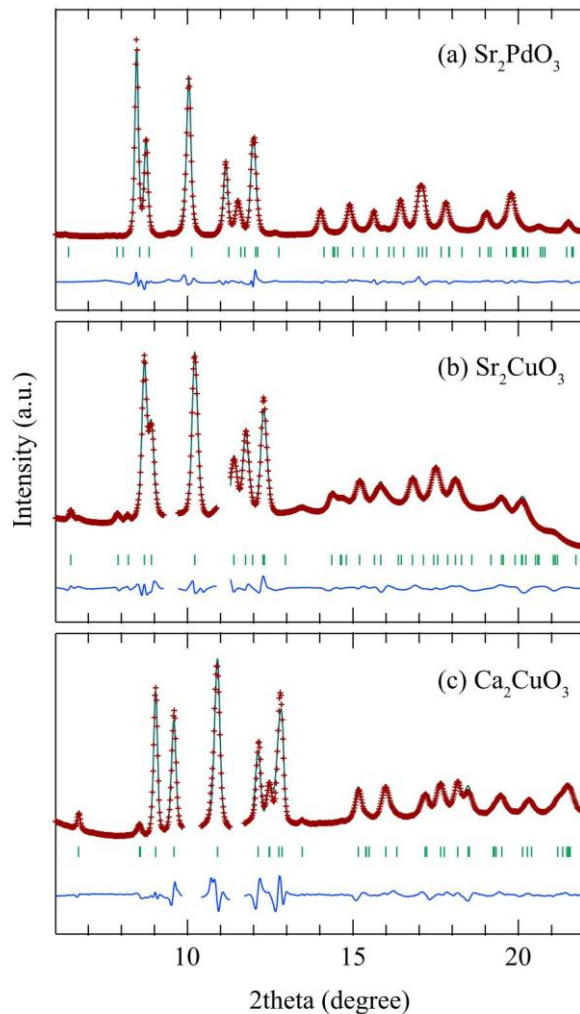 (a) Sr₂PdO₃
(b) Sr₂CuO₃
Intensity (a.u.)
(c) Ca₂CuO₃
10 15 20
2theta (degree)